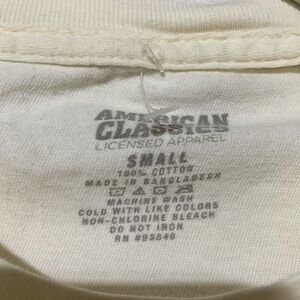 AMERICAN
CLASSICS
LICENSED APPAREL
SMALL
100% COTTON
MADE IN BANGLADESH
MACHINE WASH
COLD WITH LIKE COLORS
NON-CHLORINE BLEACH
DO NOT IRON
RN #93846